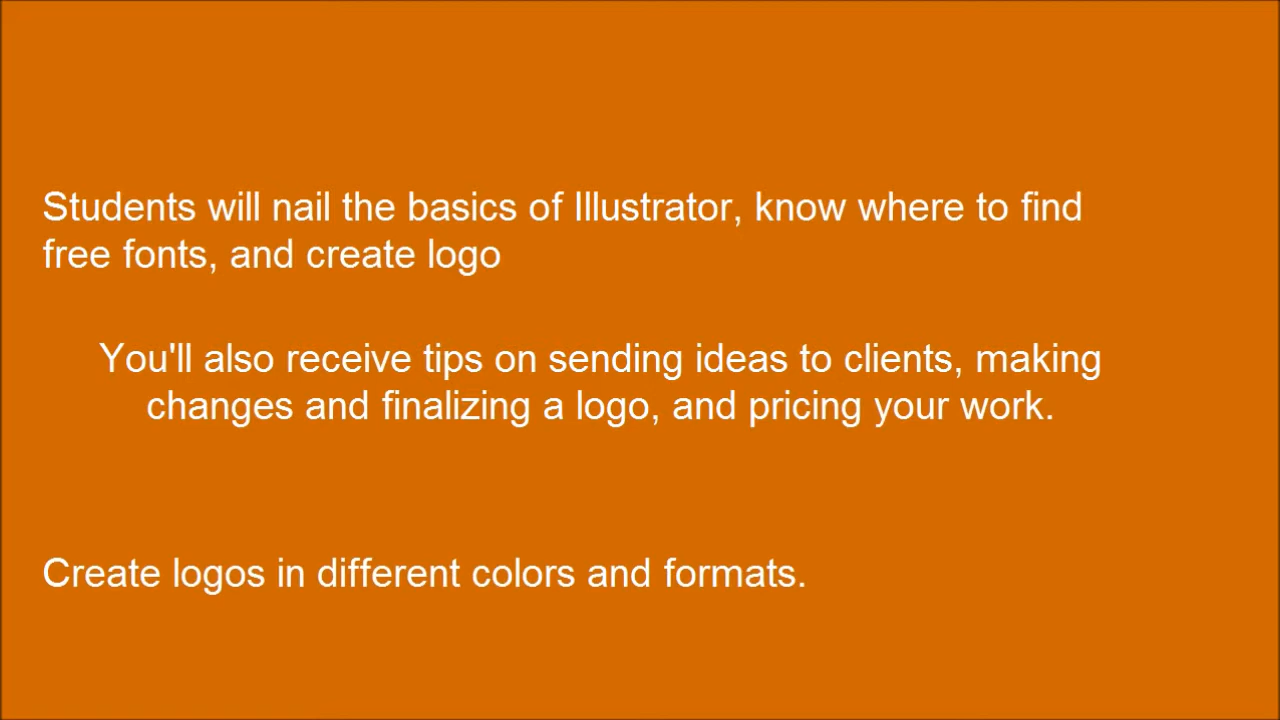 Students will nail the basics of Illustrator, know where to find
free fonts, and create logo
You'll also receive tips on sending ideas to clients, making
changes and finalizing a logo, and pricing your work.
Create logos in different colors and formats.